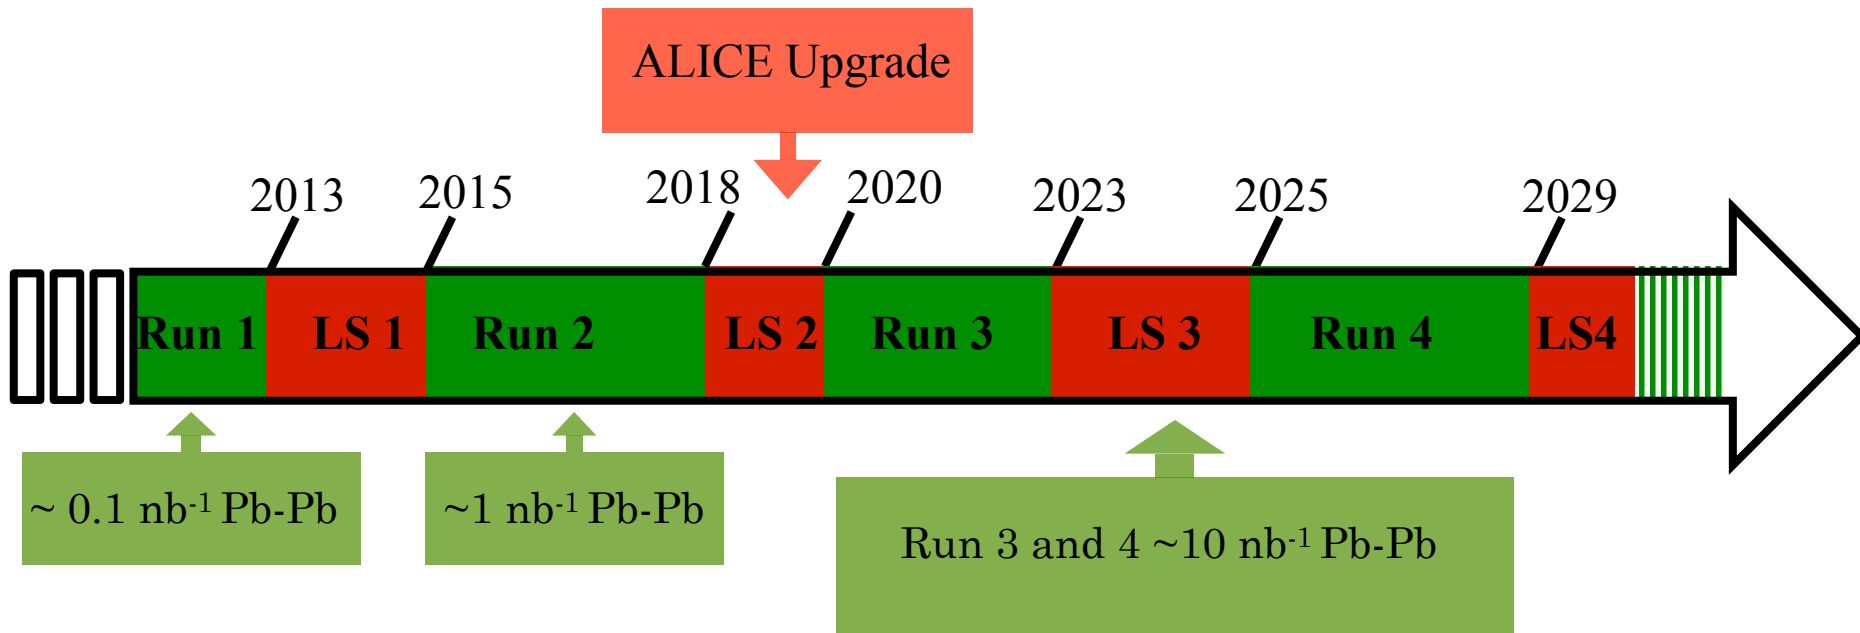 ALICE Upgrade
2013 2015 2018 2020 2023 2025 2029
Run 1 LS 1 Run 2 LS 2 Run 3 LS 3 Run 4 LS4
~ 0.1 nb-1 Pb-Pb
~1 nb-1 Pb-Pb
Run 3 and 4 ~10 nb-1 Pb-Pb